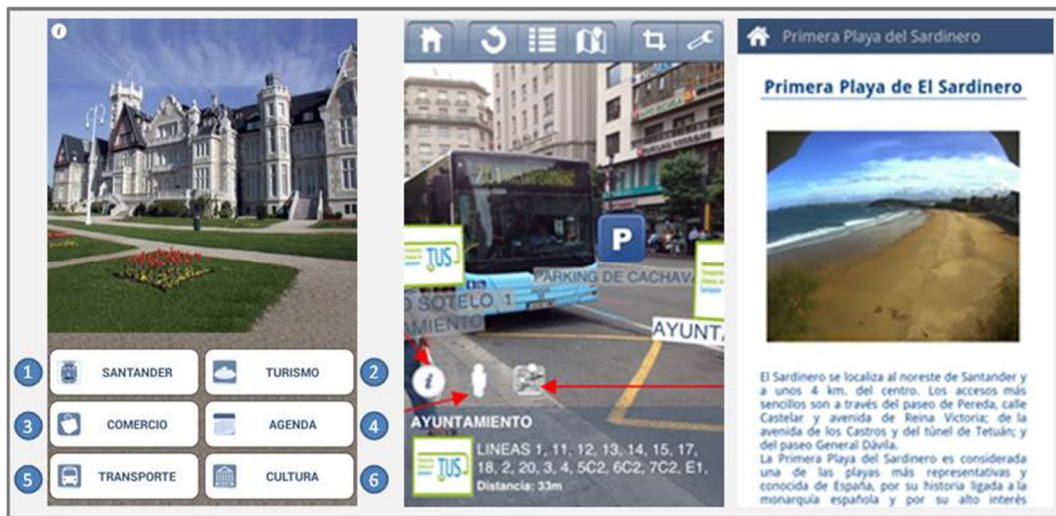 i
1
SANTANDER
TURISMO
2
3
COMERCIO
AGENDA
4
5
TRANSPORTE
CULTURA
6
TUS
P
PARKING DE CACHAVA
O SOTELO, 1
AMIENTO
AYUNTA
i
AYUNTAMIENTO
TUS
LINEAS 1, 11, 12, 13, 14, 15, 17,
18, 2, 20, 3, 4, 5C2, 6C2, 7C2, E1,
Distancia: 33m
Primera Playa del Sardinero
Primera Playa de El Sardinero
El Sardinero se localiza al noreste de Santander y
a unos 4 km. del centro. Los accesos más
sencillos son a través del paseo de Pereda, calle
Castelar y avenida de Reina Victoria; de la
avenida de los Castros y del túnel de Tetuán; y
del paseo General Dávila.
La Primera Playa del Sardinero es considerada
una de las playas más representativas y
conocida de España, por su historia ligada a la
monarquía española y por su alto interés